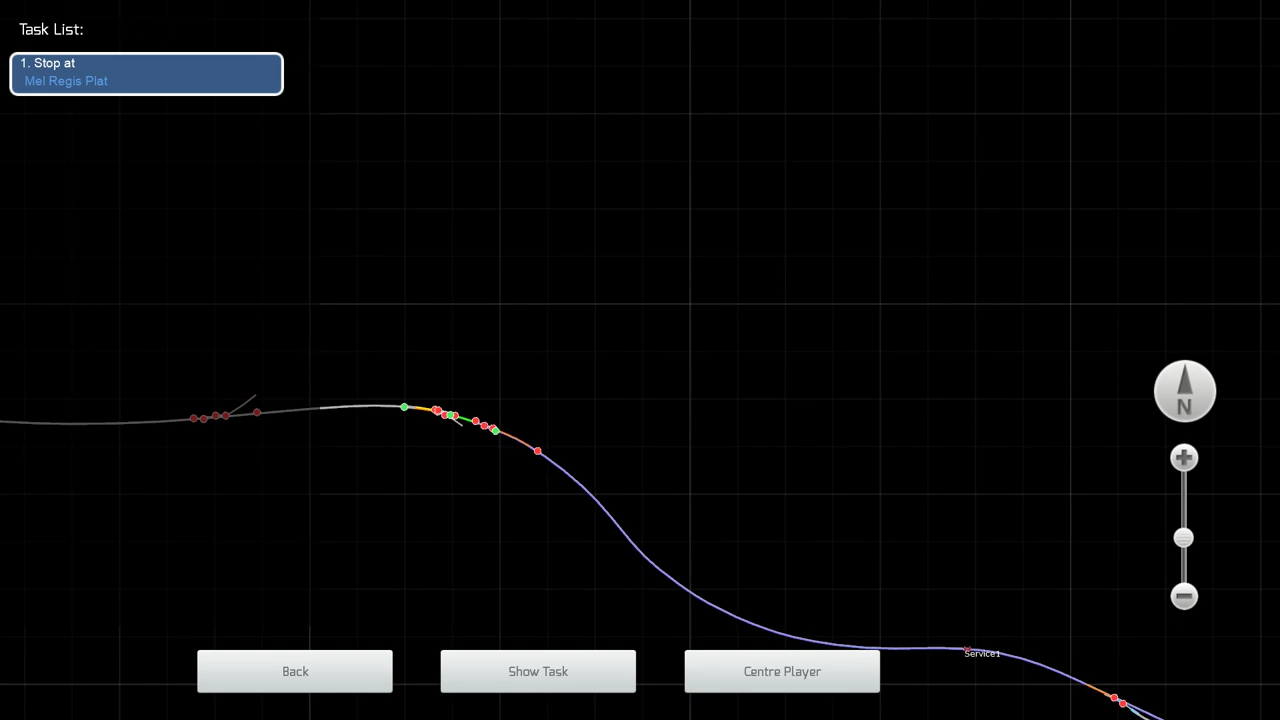 Task List:
1. Stop at
Mel Regis Plat
N
Service1
Back
Show Task
Centre Player